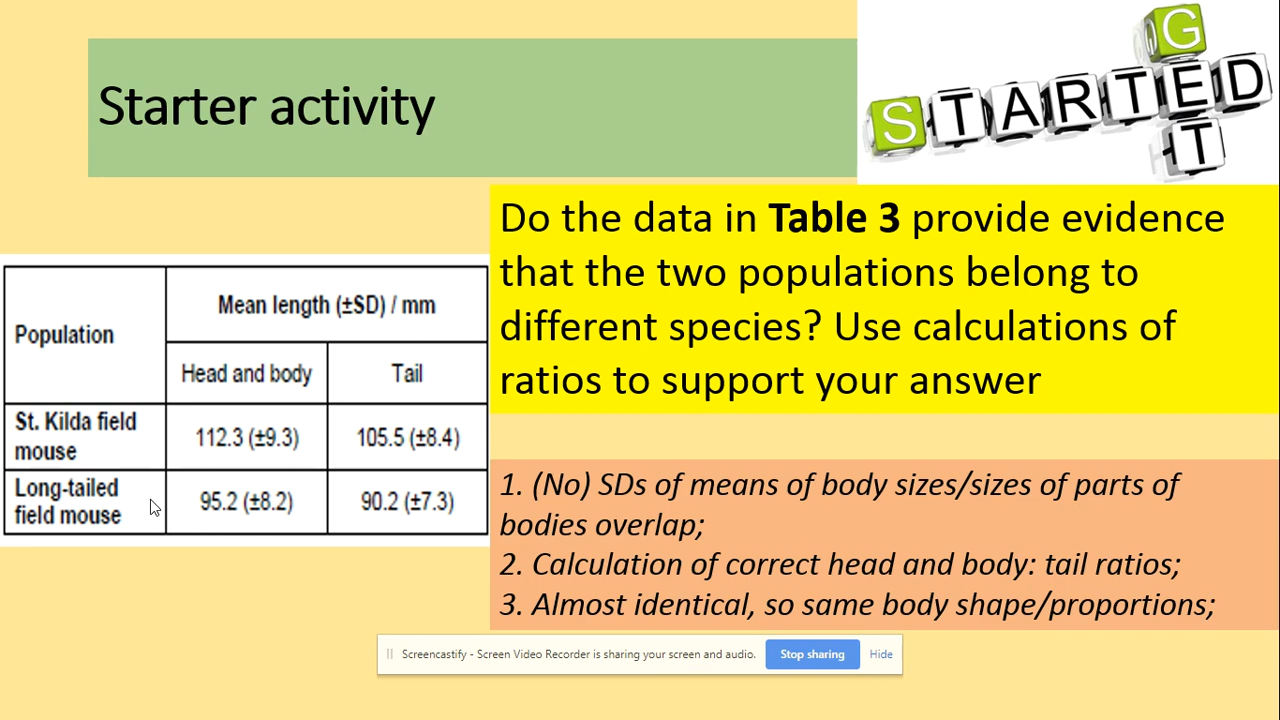 Starter activity
GET
STARTED
Do the data in Table 3 provide evidence
that the two populations belong to
different species? Use calculations of
ratios to support your answer
Population
Mean length (±SD) / mm
Head and body
Tail
St. Kilda field
mouse
112.3 (±9.3)
105.5 (±8.4)
Long-tailed
field mouse
95.2 (±8.2)
90.2 (±7.3)
1. (No) SDs of means of body sizes/sizes of parts of
bodies overlap;
2. Calculation of correct head and body: tail ratios;
3. Almost identical, so same body shape/proportions;
Screencastify - Screen Video Recorder is sharing your screen and audio.
Stop sharing
Hide